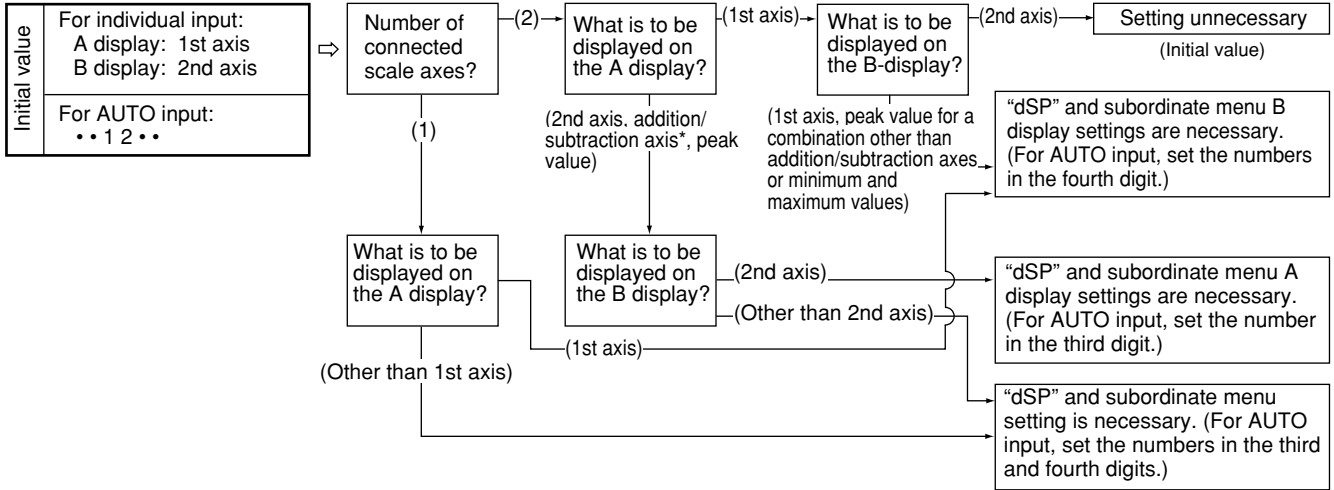 Initial value
For individual input:
A display: 1st axis
B display: 2nd axis
For AUTO input:
• • 1 2 • •
Number of
connected
scale axes?
(2)
What is to be
displayed on
the A display?
(1st axis)
What is to be
displayed on
the B-display?
(2nd axis)
Setting unnecessary
(Initial value)
(1)
(2nd axis, addition/
subtraction axis*, peak
value)
(1st axis, peak value for a
combination other than
addition/subtraction axes
or minimum and
maximum values)
"dSP" and subordinate menu B
display settings are necessary.
(For AUTO input, set the numbers
in the fourth digit.)
What is to be
displayed on
the A display?
What is to be
displayed on
the B display?
(2nd axis)
(Other than 2nd axis)
"dSP" and subordinate menu A
display settings are necessary.
(For AUTO input, set the number
in the third digit.)
(1st axis)
(Other than 1st axis)
"dSP" and subordinate menu
setting is necessary. (For AUTO
input, set the numbers in the third
and fourth digits.)